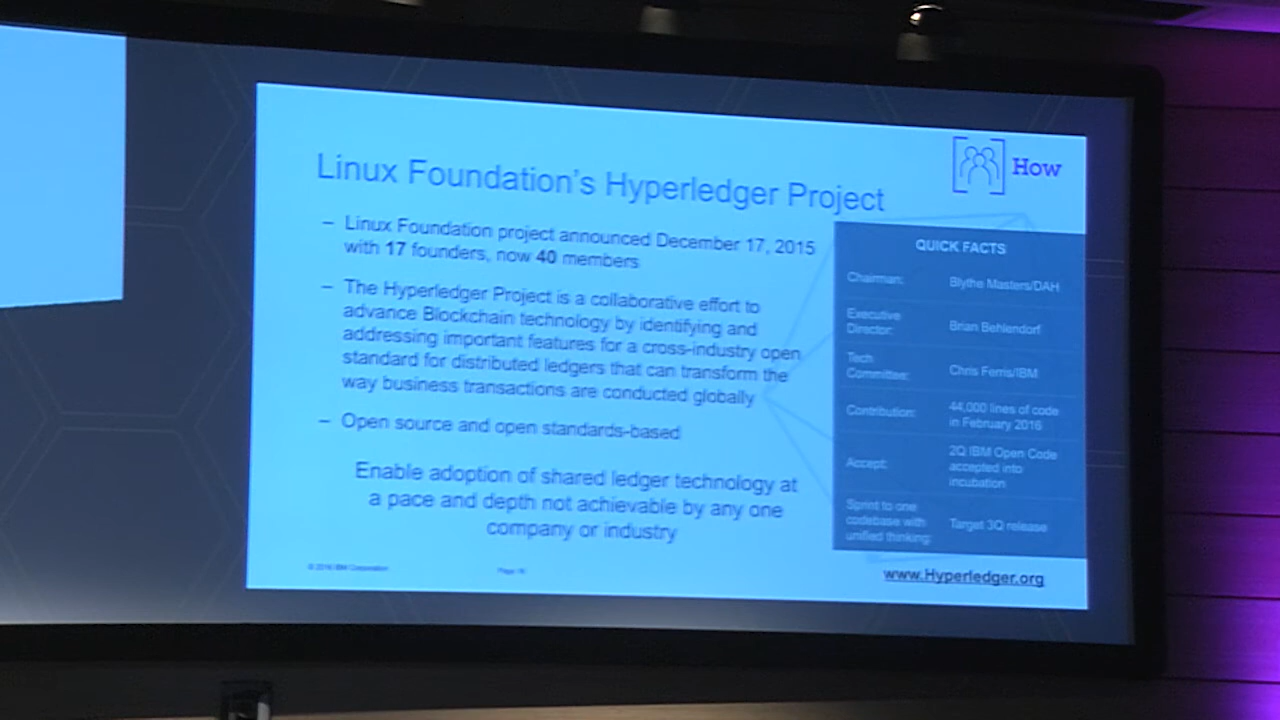 How
Linux Foundation's Hyperledger Project
– Linux Foundation project announced December 17, 2015
with 17 founders, now 40 members
– The Hyperledger Project is a collaborative effort to
advance Blockchain technology by identifying and
addressing important features for a cross-industry open
standard for distributed ledgers that can transform the
way business transactions are conducted globally
– Open source and open standards-based
Enable adoption of shared ledger technology at
a pace and depth not achievable by any one
company or industry
QUICK FACTS
Chairman: Blythe Masters/DAH
Executive
Director: Brian Behlendorf
Tech
Committee: Chris Ferris/IBM
Contribution: 44,000 lines of code
in February 2016
Accept: 2Q IBM Open Code
accepted into
incubation
Sprint to one
codebase with
unified thinking: Target 3Q release
© 2016 IBM Corporation
Page
www.Hyperledger.org